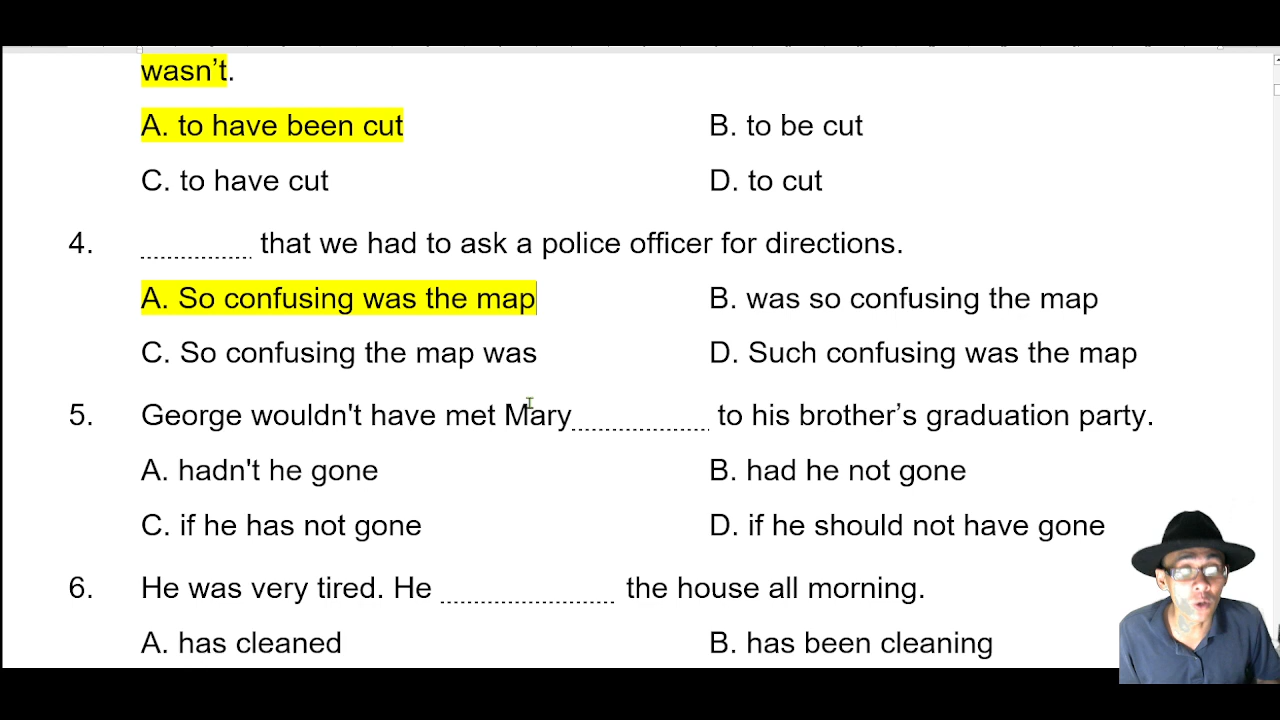 wasn't.
A. to have been cut B. to be cut
C. to have cut D. to cut
4. ............ that we had to ask a police officer for directions.
A. So confusing was the map B. was so confusing the map
C. So confusing the map was D. Such confusing was the map
5. George wouldn't have met Mary............... to his brother’s graduation party.
A. hadn't he gone B. had he not gone
C. if he has not gone D. if he should not have gone
6. He was very tired. He ................... the house all morning.
A. has cleaned B. has been cleaning